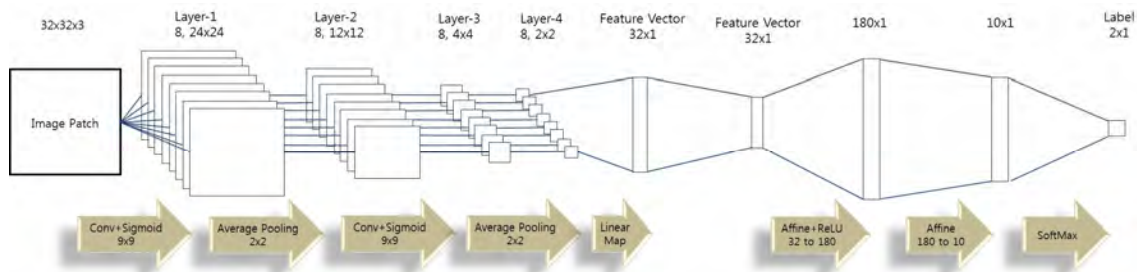 32x32x3
Layer-1
8, 24x24
Layer-2
8, 12x12
Layer-3
8, 4x4
Layer-4
8, 2x2
Feature Vector
32x1
Feature Vector
32x1
180x1
10x1
Label
2x1
Image Patch
Conv+Sigmoid
9x9
Average Pooling
2x2
Conv+Sigmoid
9x9
Average Pooling
2x2
Linear
Map
Affine+ReLU
32 to 180
Affine
180 to 10
SoftMax